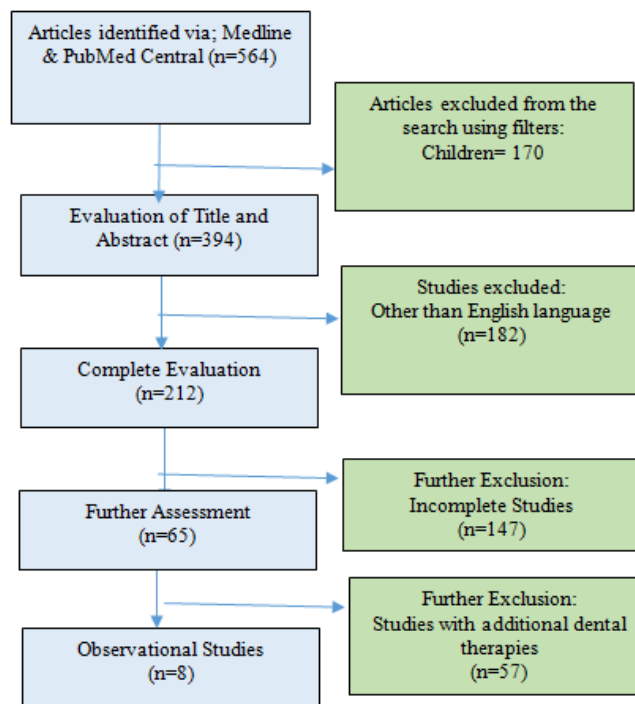 Articles identified via; Medline
& PubMed Central (n=564)
Articles excluded from the
search using filters:
Children= 170
Evaluation of Title and
Abstract (n=394)
Studies excluded:
Other than English language
(n=182)
Complete Evaluation
(n=212)
Further Exclusion:
Incomplete Studies
(n=147)
Further Assessment
(n=65)
Further Exclusion:
Studies with additional dental
therapies
(n=57)
Observational Studies
(n=8)